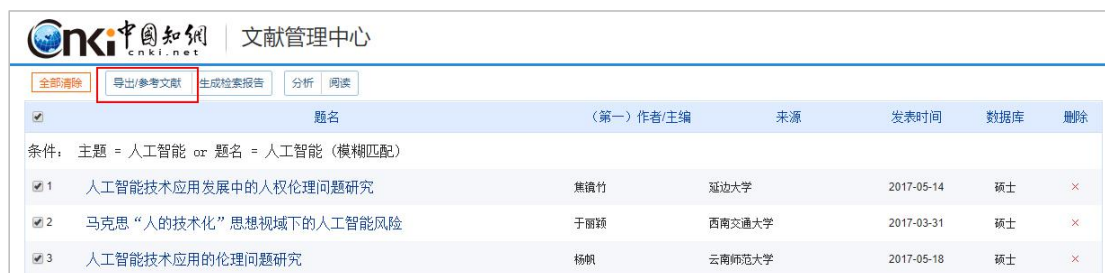 cnki中国知网 cnki.net 文献管理中心
全部清除 导出/参考文献 生成检索报告 分析 阅读
题名 （第一）作者/主编 来源 发表时间 数据库 删除
条件： 主题 = 人工智能 or 题名 = 人工智能（模糊匹配）
1 人工智能技术应用发展中的人权伦理问题研究 焦镜竹 延边大学 2017-05-14 硕士 ×
2 马克思“人的技术化”思想视域下的人工智能风险 于丽颖 西南交通大学 2017-03-31 硕士 ×
3 人工智能技术应用的伦理问题研究 杨帆 云南师范大学 2017-05-18 硕士 ×